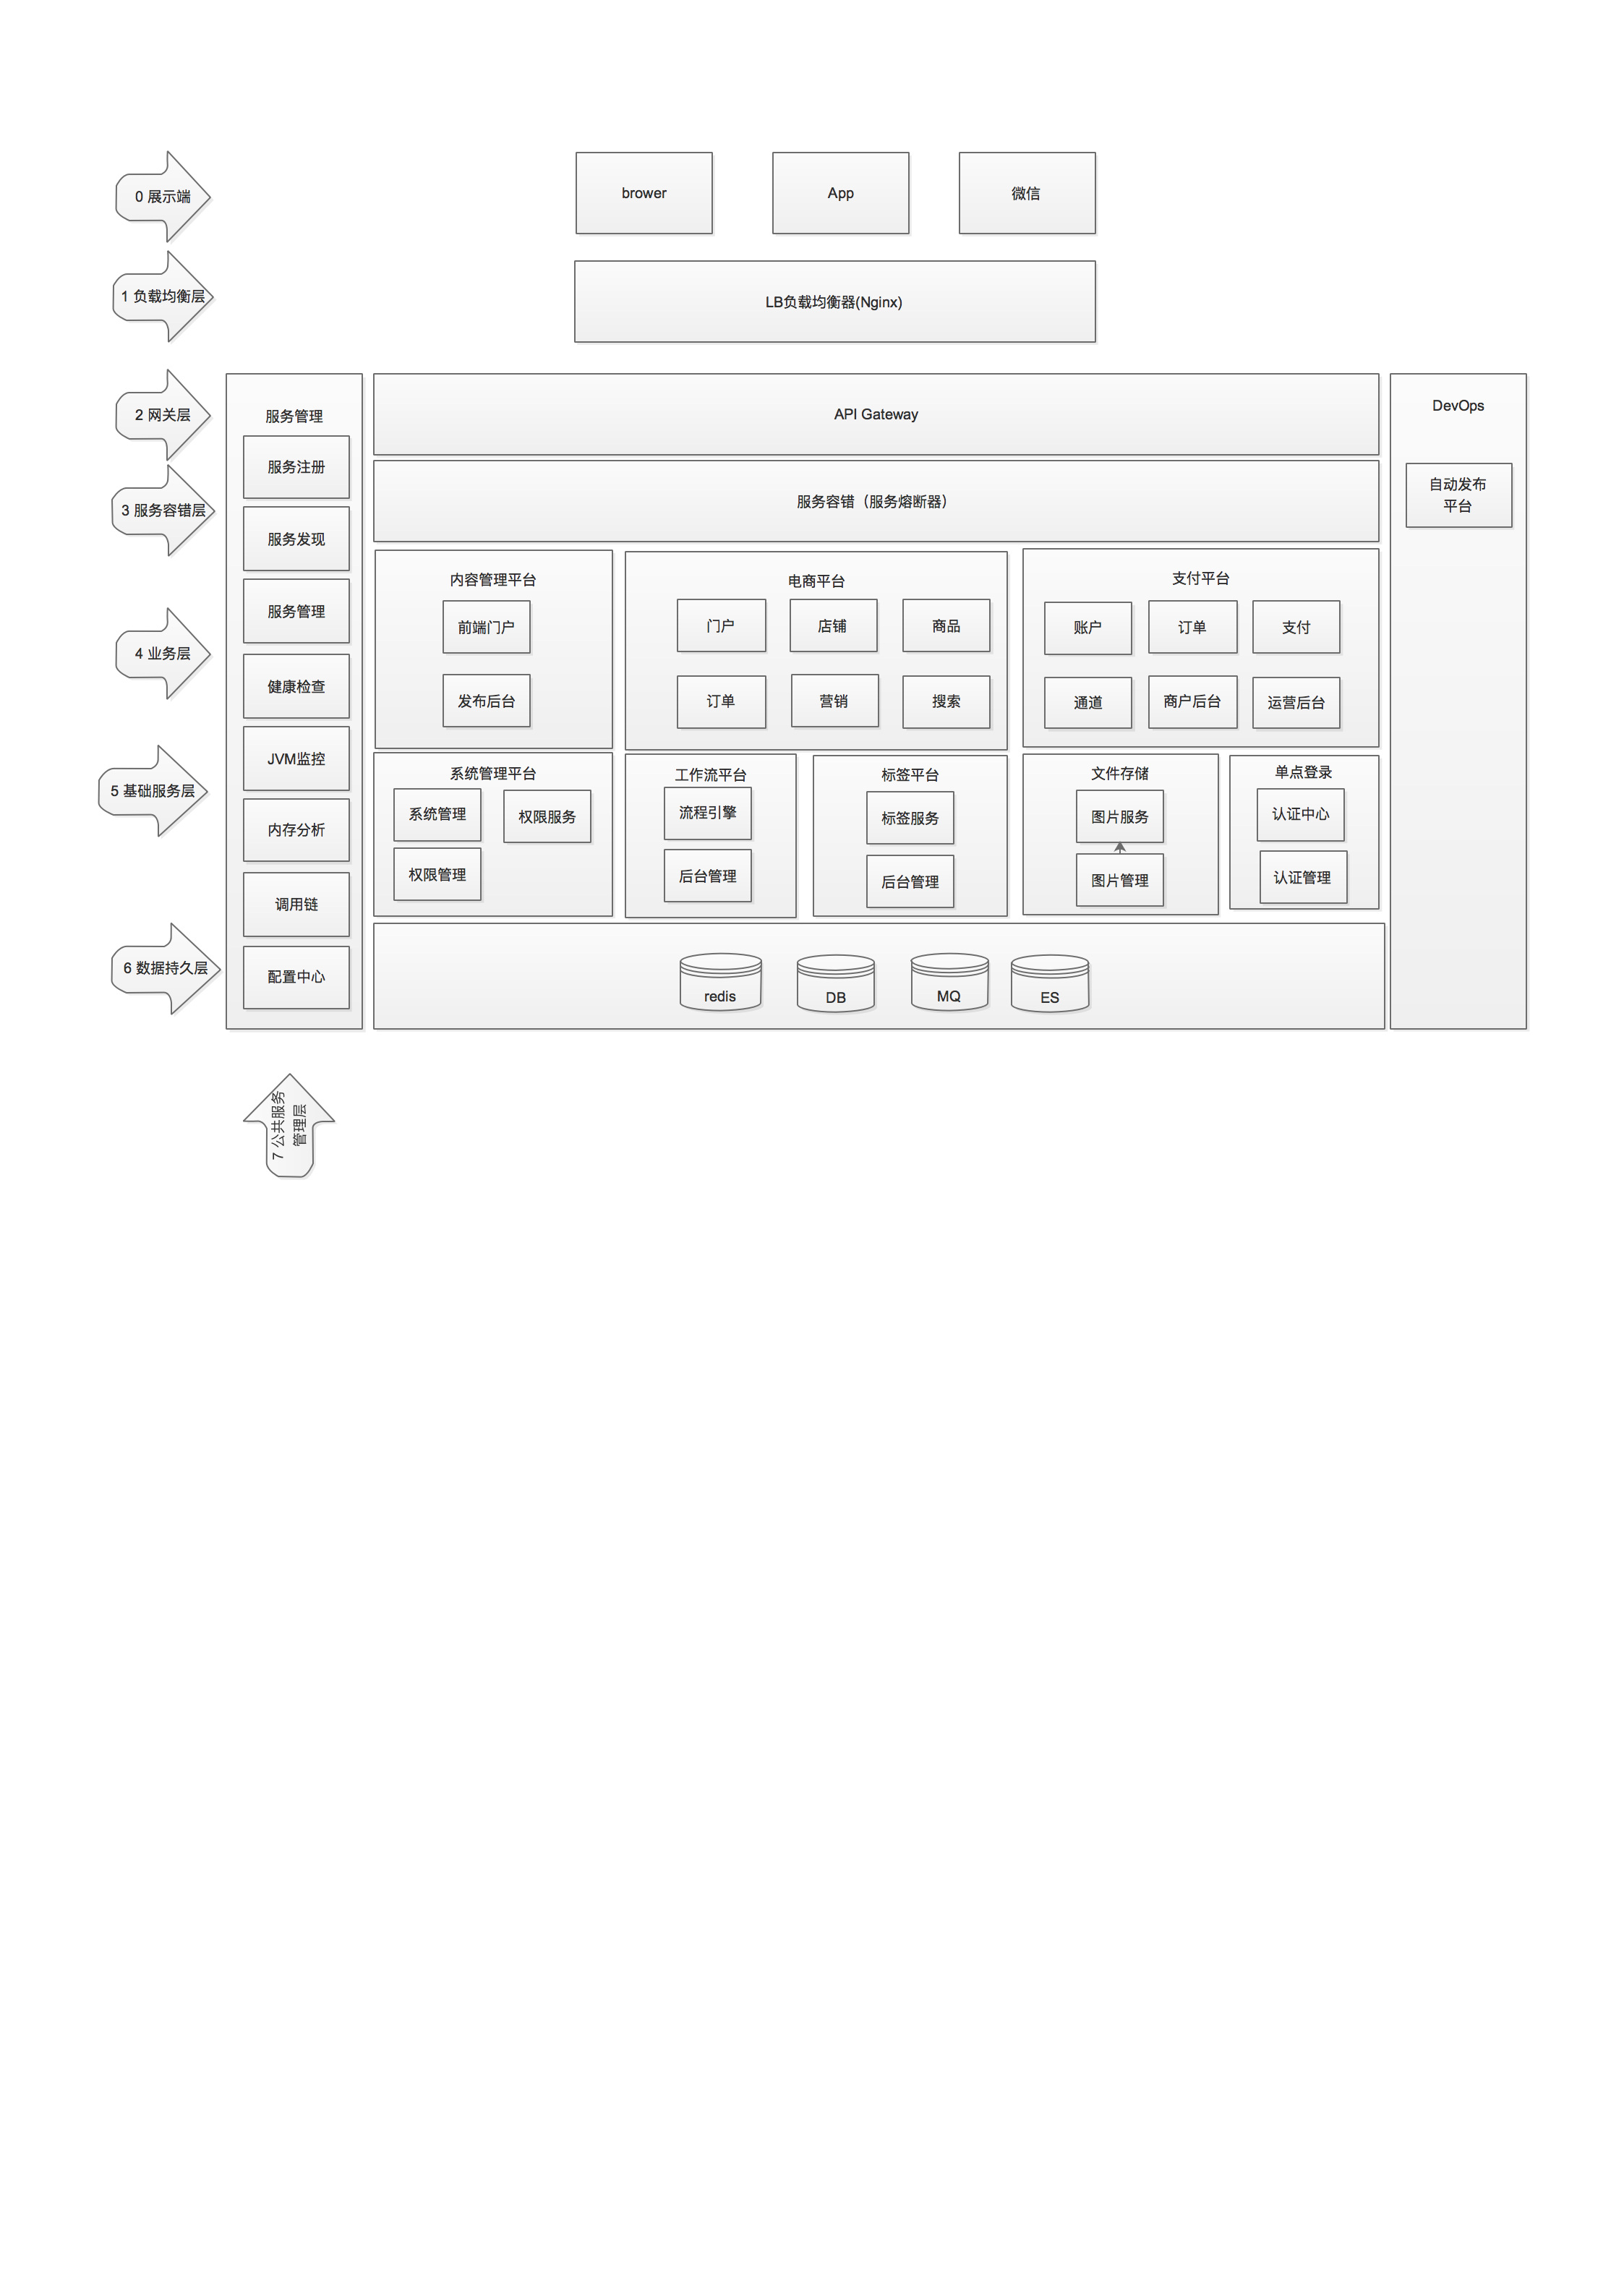 0 展示端
brower
App
微信
1 负载均衡层
LB负载均衡器(Nginx)
2 网关层
服务管理
API Gateway
DevOps
服务注册
3 服务容错层
服务容错（服务熔断器）
自动发布
平台
服务发现
服务管理
健康检查
JVM监控
内存分析
调用链
配置中心
4 业务层
内容管理平台
前端门户
发布后台
电商平台
门户
店铺
商品
订单
营销
搜索
支付平台
账户
订单
支付
通道
商户后台
运营后台
5 基础服务层
系统管理平台
系统管理
权限服务
权限管理
工作流平台
流程引擎
后台管理
标签平台
标签服务
后台管理
文件存储
图片服务
图片管理
单点登录
认证中心
认证管理
6 数据持久层
redis
DB
MQ
ES
7 公共服务
管理层